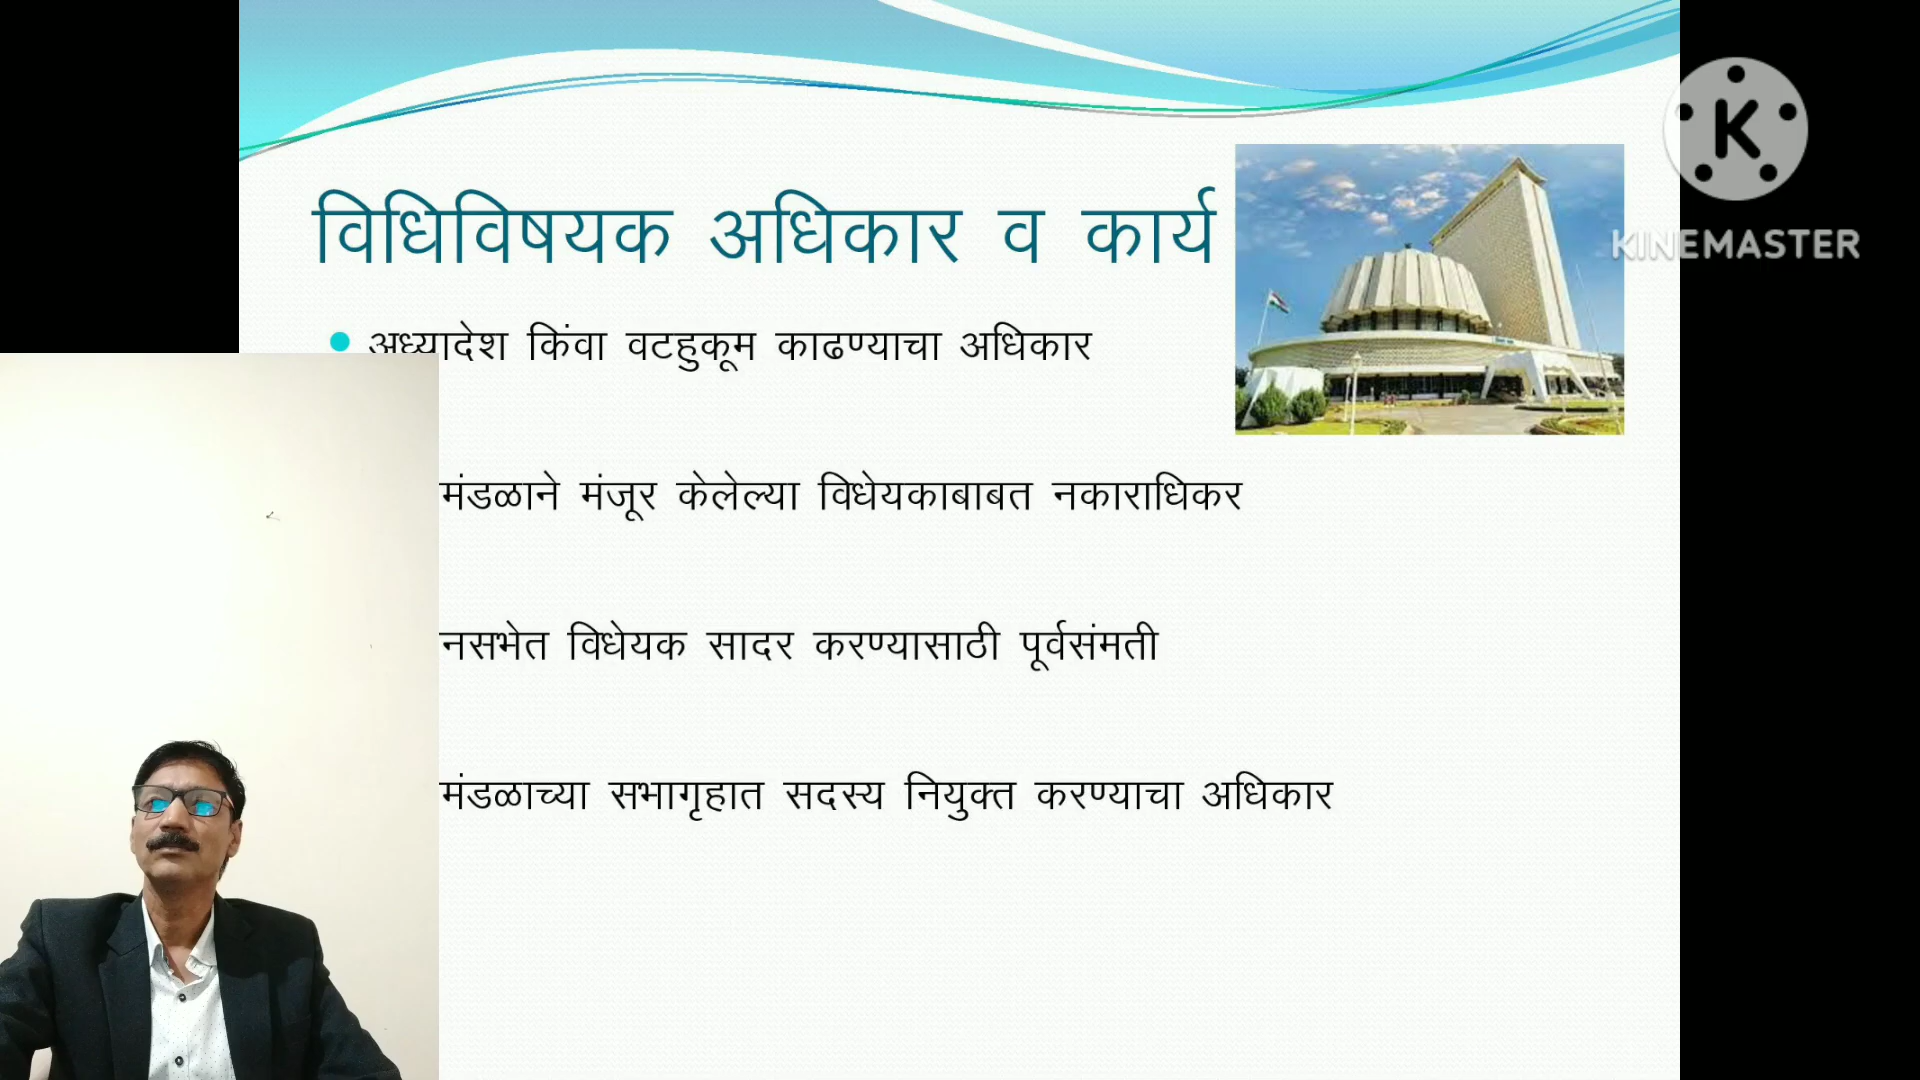 विधिविषयक अधिकार व कार्य
KINEMASTER
अध्यादेश किंवा वटहुकूम काढण्याचा अधिकार
मंडळाने मंजूर केलेल्या विधेयकाबाबत नकाराधिकर
नसभेत विधेयक सादर करण्यासाठी पूर्वसंमती
मंडळाच्या सभागृहात सदस्य नियुक्त करण्याचा अधिकार